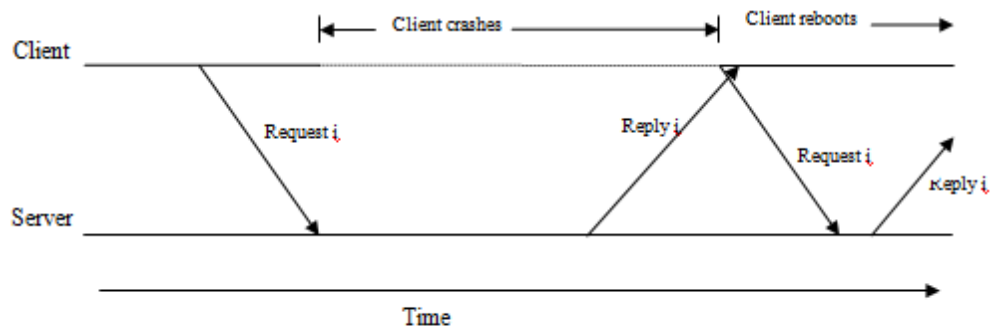 Client crashes
Client reboots
Client
Request i
Reply i
Request i
Reply i
Server
Time